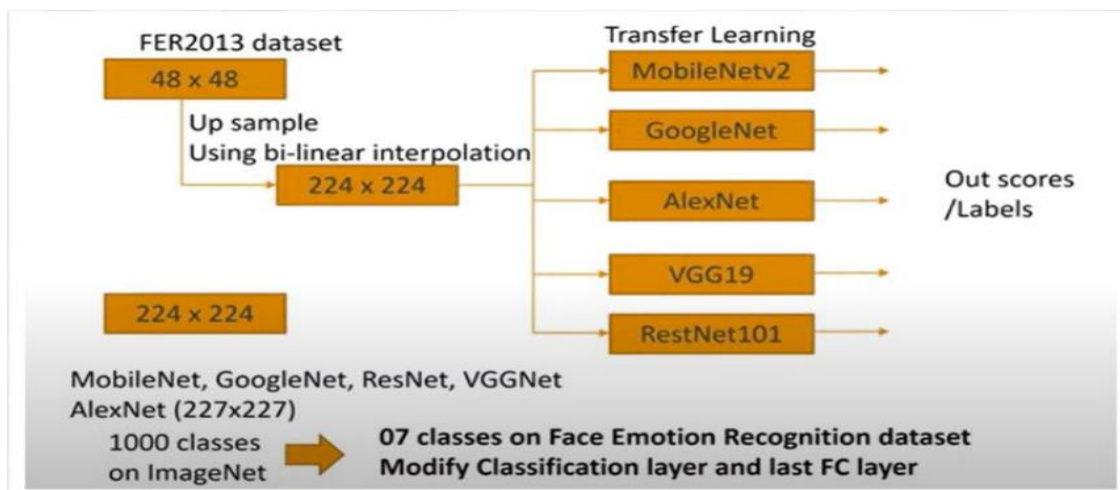 FER2013 dataset
48 x 48
Up sample
Using bi-linear interpolation
224 x 224
Transfer Learning
MobileNetv2
GoogleNet
AlexNet
VGG19
RestNet101
Out scores
/Labels
224 x 224
MobileNet, GoogleNet, ResNet, VGGNet
AlexNet (227x227)
1000 classes
on ImageNet
07 classes on Face Emotion Recognition dataset
Modify Classification layer and last FC layer